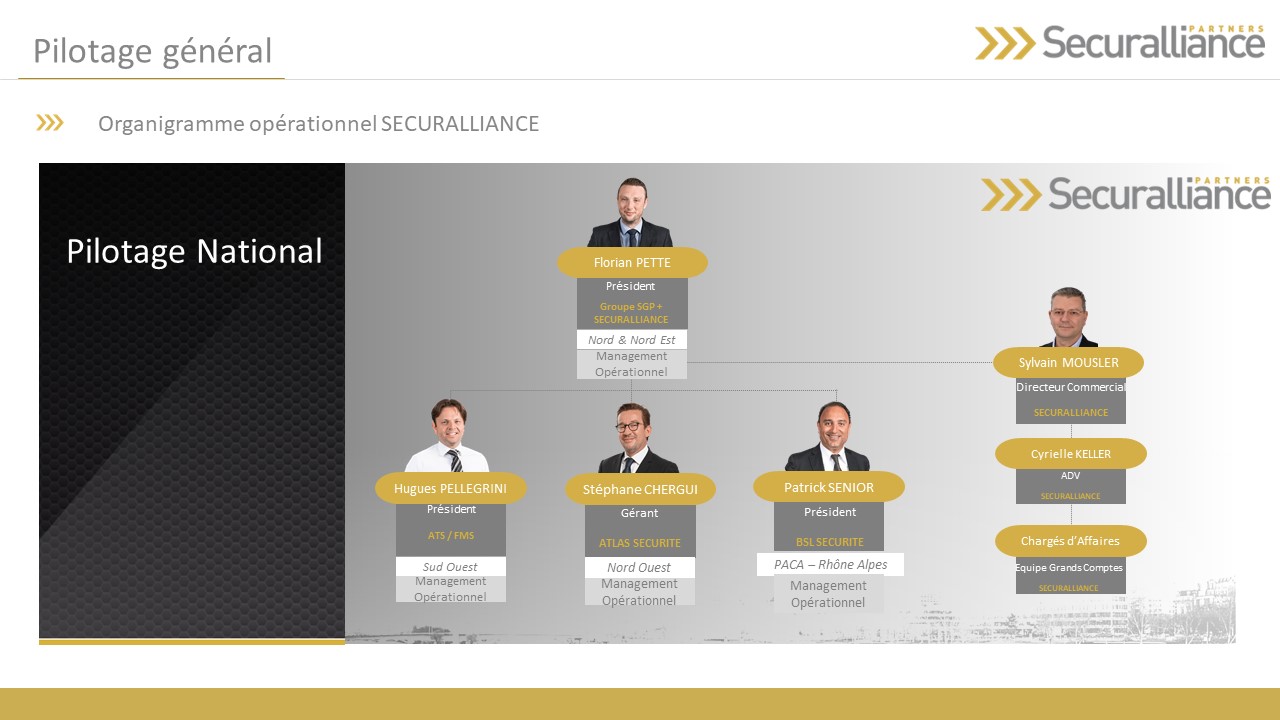 Pilotage général
PARTNERS
Securalliance
Organigramme opérationnel SECURALLIANCE
Pilotage National
PARTNERS
Securalliance
Florian PETTE
Président
Groupe SGP +
SECURALLIANCE
Nord & Nord Est
Management
Opérationnel
Sylvain MOUSLER
Directeur Commercial
SECURALLIANCE
Cyrielle KELLER
ADV
SECURALLIANCE
Chargés d'Affaires
Equipe Grands Comptes
SECURALLIANCE
Hugues PELLEGRINI
Président
ATS / FMS
Sud Ouest
Management
Opérationnel
Stéphane CHERGUI
Gérant
ATLAS SECURITE
Nord Ouest
Management
Opérationnel
Patrick SENIOR
Président
BSL SECURITE
PACA – Rhône Alpes
Management
Opérationnel